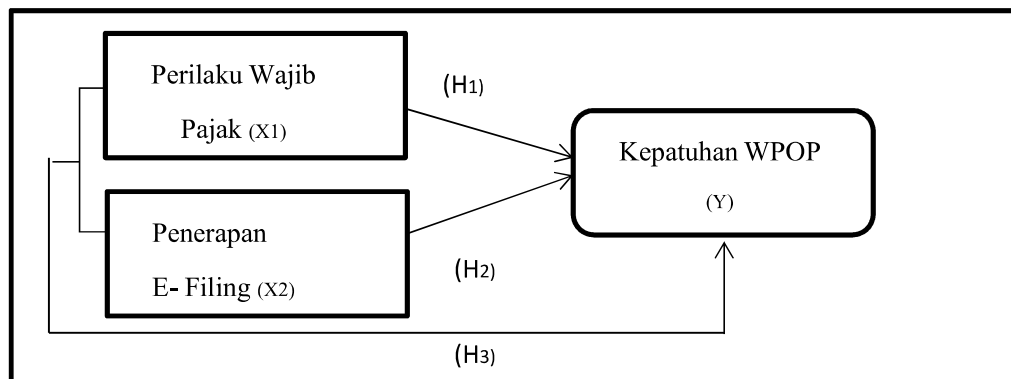 Perilaku Wajib
Pajak (X1)
(H1)
Kepatuhan WPOP
(Y)
Penerapan
E- Filing (X2)
(H2)
(H3)